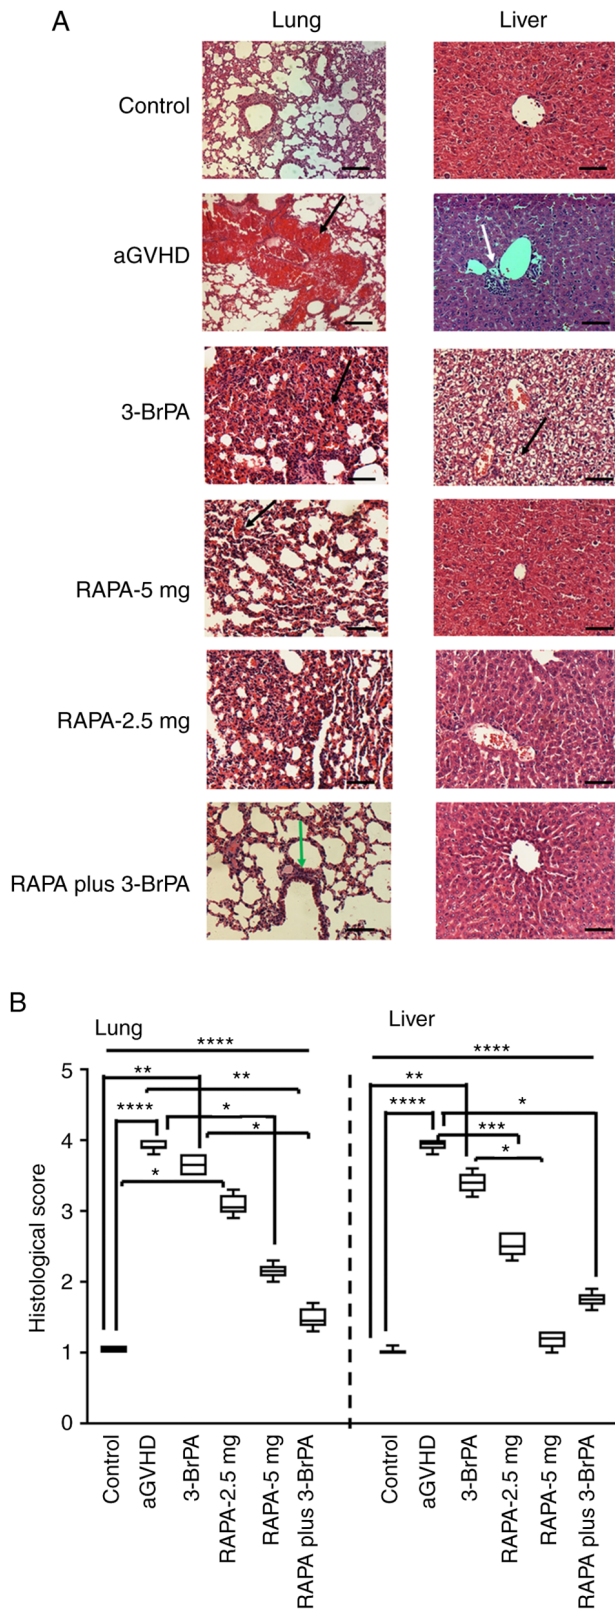 A
Lung Liver
Control
aGVHD
3-BrPA
RAPA-5 mg
RAPA-2.5 mg
RAPA plus 3-BrPA
B
Lung
Liver
****
****
**
**
**
****
*
****
*
*
***
*
*
5
4
3
2
1
0
Histological score
Control
aGVHD
3-BrPA
RAPA-2.5 mg
RAPA-5 mg
RAPA plus 3-BrPA
Control
aGVHD
3-BrPA
RAPA-2.5 mg
RAPA-5 mg
RAPA plus 3-BrPA